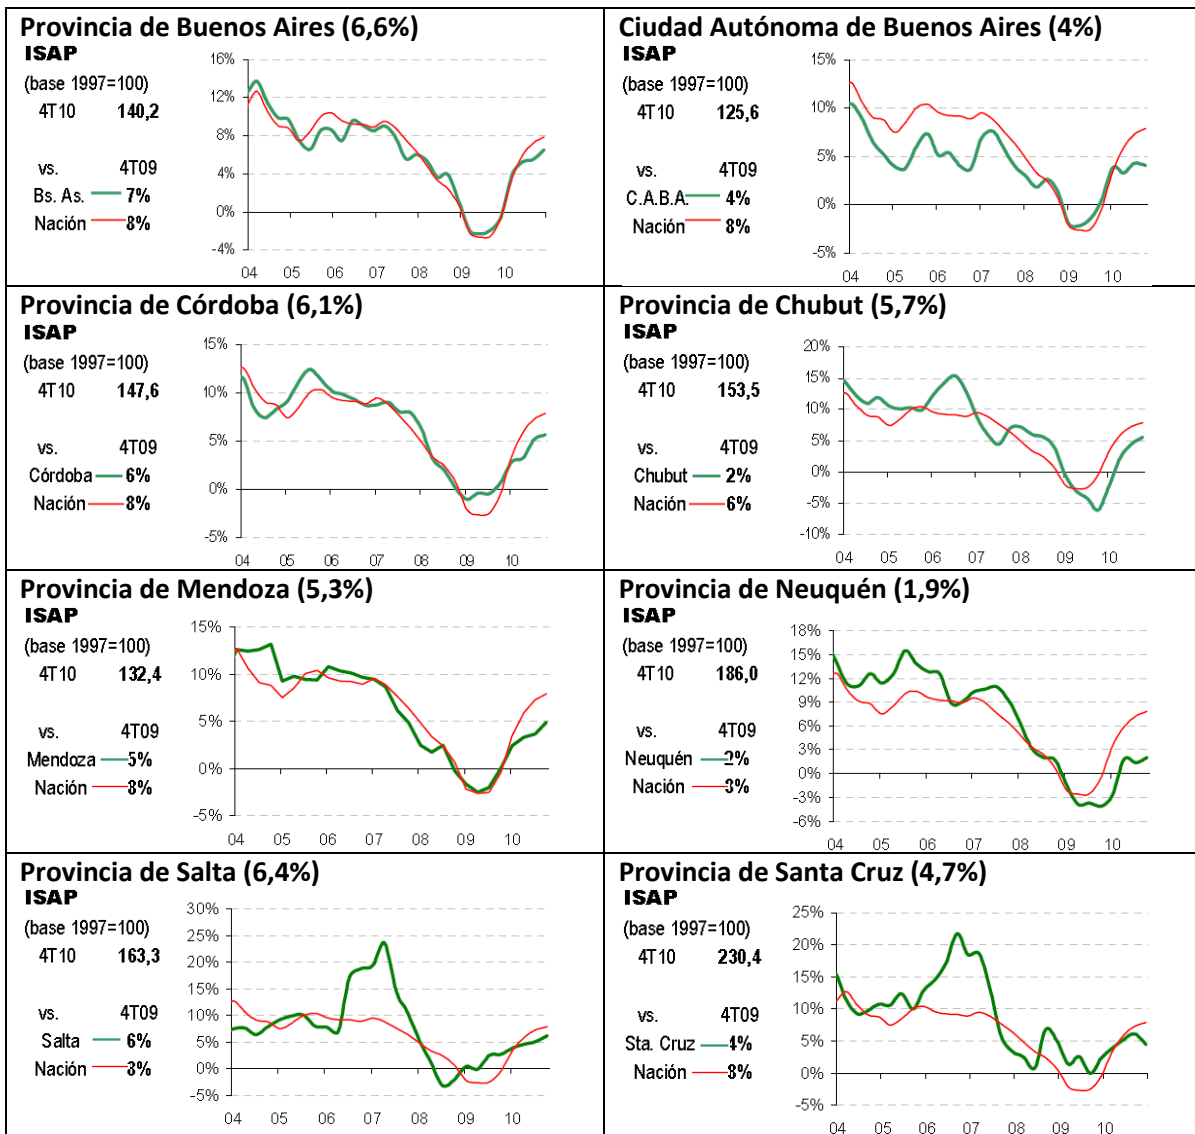 Provincia de Buenos Aires (6,6%)
ISAP
(base 1997=100)
4T10 140,2
vs. 4T09
Bs. As. 7%
Nación 8%
16%
12%
8%
4%
0%
-4%
04 05 06 07 08 09 10
Ciudad Autónoma de Buenos Aires (4%)
ISAP
(base 1997=100)
4T10 125,6
vs. 4T09
C.A.B.A. 4%
Nación 8%
15%
10%
5%
0%
-5%
04 05 06 07 08 09 10
Provincia de Córdoba (6,1%)
ISAP
(base 1997=100)
4T10 147,6
vs. 4T09
Córdoba 6%
Nación 8%
15%
10%
5%
0%
-5%
04 05 06 07 08 09 10
Provincia de Chubut (5,7%)
ISAP
(base 1997=100)
4T10 153,5
vs. 4T09
Chubut 2%
Nación 6%
20%
15%
10%
5%
0%
-5%
-10%
04 05 06 07 08 09 10
Provincia de Mendoza (5,3%)
ISAP
(base 1997=100)
4T10 132,4
vs. 4T09
Mendoza 5%
Nación 8%
15%
10%
5%
0%
-5%
04 05 06 07 08 09 10
Provincia de Neuquén (1,9%)
ISAP
(base 1997=100)
4T10 186,0
vs. 4T09
Neuquén 2%
Nación 8%
18%
15%
12%
9%
6%
3%
0%
-3%
-6%
04 05 06 07 08 09 10
Provincia de Salta (6,4%)
ISAP
(base 1997=100)
4T10 163,3
vs. 4T09
Salta 6%
Nación 8%
30%
25%
20%
15%
10%
5%
0%
-5%
04 05 06 07 08 09 10
Provincia de Santa Cruz (4,7%)
ISAP
(base 1997=100)
4T10 230,4
vs. 4T09
Sta. Cruz 4%
Nación 8%
25%
20%
15%
10%
5%
0%
-5%
04 05 06 07 08 09 10